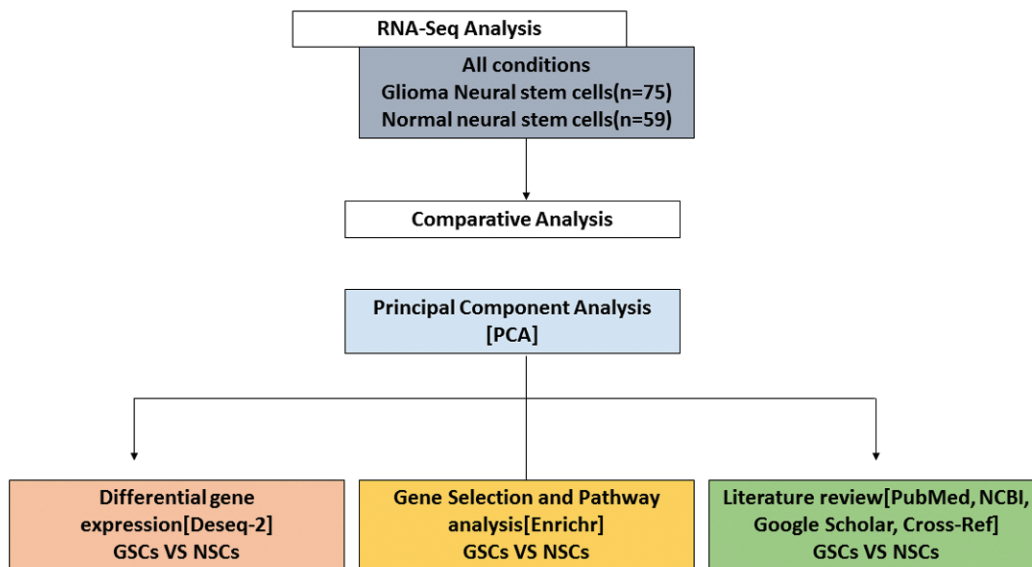 RNA-Seq Analysis
All conditions
Glioma Neural stem cells(n=75)
Normal neural stem cells(n=59)
Comparative Analysis
Principal Component Analysis
[PCA]
Differential gene
expression[Deseq-2]
GSCs VS NSCs
Gene Selection and Pathway
analysis[Enrichr]
GSCs VS NSCs
Literature review[PubMed, NCBI,
Google Scholar, Cross-Ref]
GSCs VS NSCs